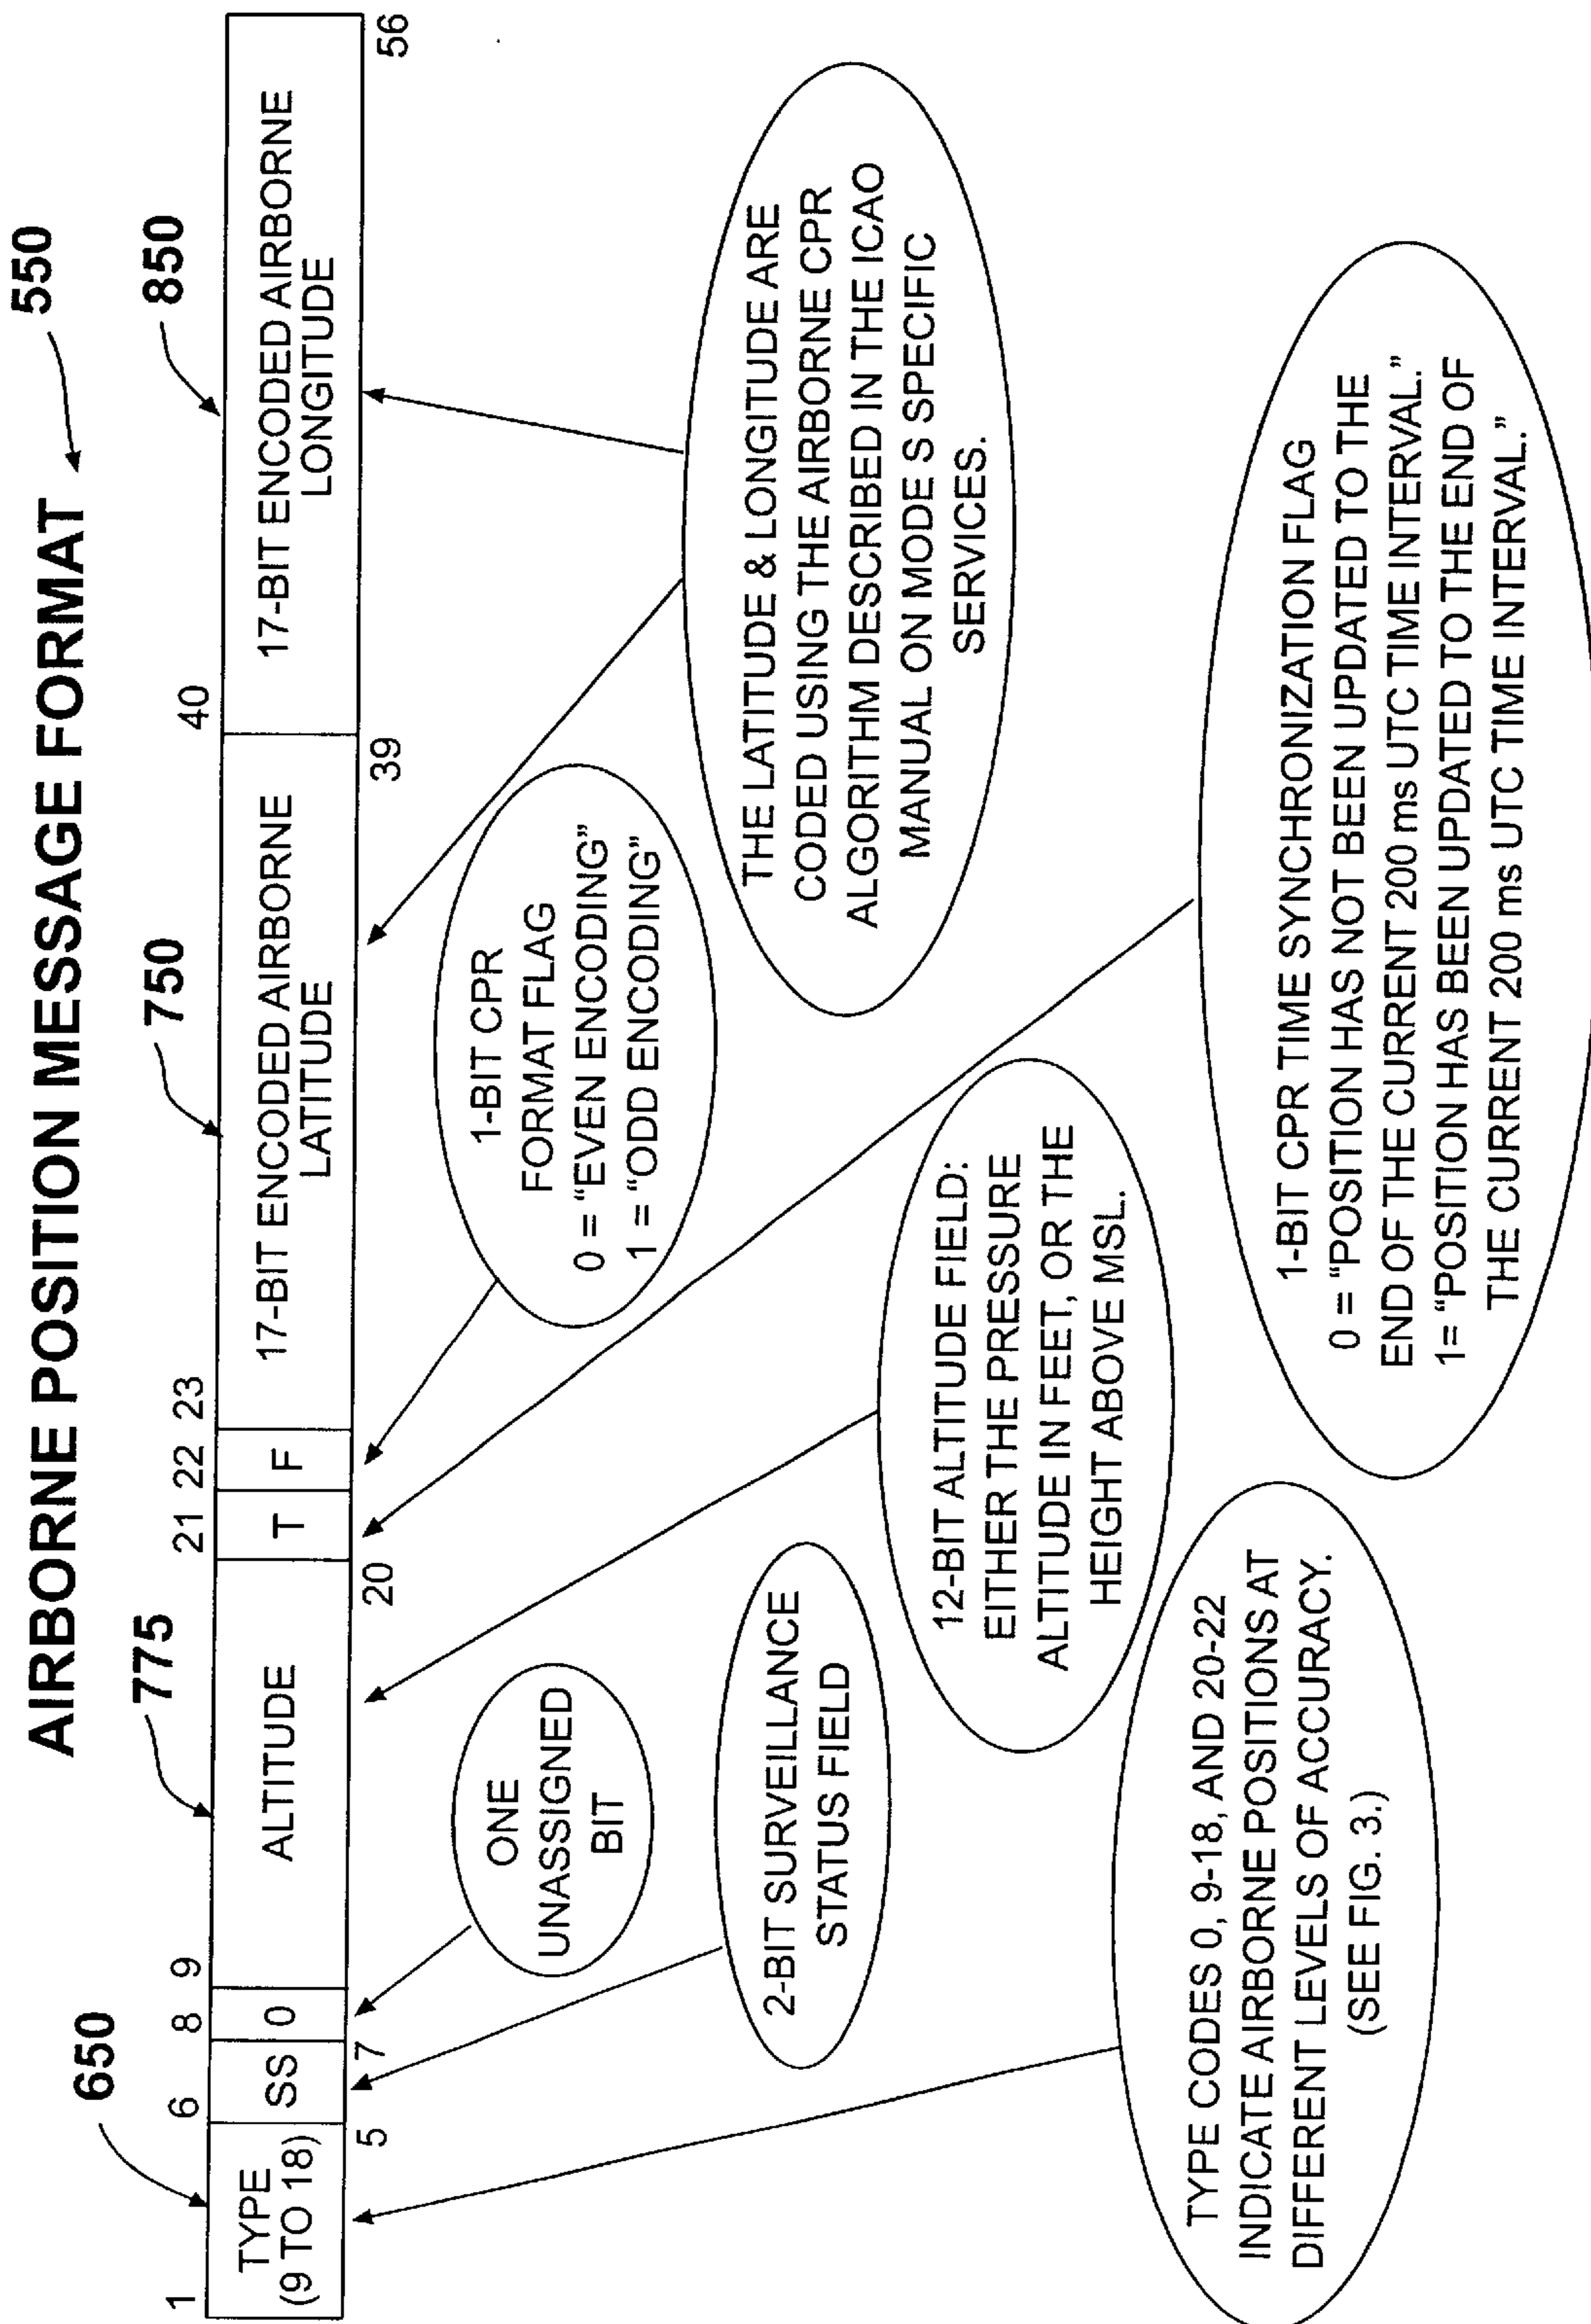 AIRBORNE POSITION MESSAGE FORMAT
550
650
775
750
850
1
6
8
9
21
22
23
40
TYPE
(9 TO 18)
SS
0
ALTITUDE
T
F
17-BIT ENCODED AIRBORNE
LATITUDE
17-BIT ENCODED AIRBORNE
LONGITUDE
5
7
20
39
56
ONE
UNASSIGNED
BIT
1-BIT CPR
FORMAT FLAG
0 = “EVEN ENCODING”
1 = “ODD ENCODING”
2-BIT SURVEILLANCE
STATUS FIELD
THE LATITUDE & LONGITUDE ARE
CODED USING THE AIRBORNE CPR
ALGORITHM DESCRIBED IN THE ICAO
MANUAL ON MODE S SPECIFIC
SERVICES.
12-BIT ALTITUDE FIELD:
EITHER THE PRESSURE
ALTITUDE IN FEET, OR THE
HEIGHT ABOVE MSL.
TYPE CODES 0, 9-18, AND 20-22
INDICATE AIRBORNE POSITIONS AT
DIFFERENT LEVELS OF ACCURACY.
(SEE FIG. 3.)
1-BIT CPR TIME SYNCHRONIZATION FLAG
0 = “POSITION HAS NOT BEEN UPDATED TO THE
END OF THE CURRENT 200 ms UTC TIME INTERVAL.”
1= “POSITION HAS BEEN UPDATED TO THE END OF
THE CURRENT 200 ms UTC TIME INTERVAL.”